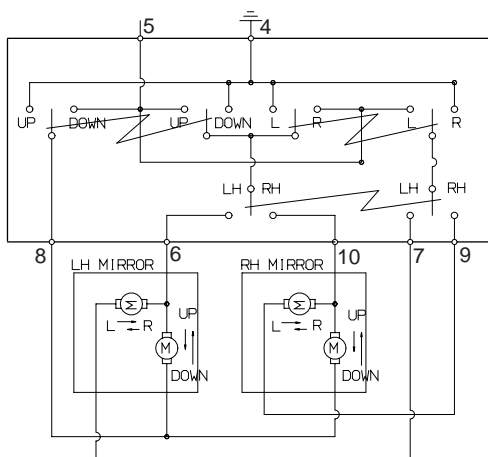 5 4
UP DOWN UP DOWN L R L R
LH RH LH RH
8 6 10 7 9
LH MIRROR RH MIRROR
L R UP L R UP
M M
DOWN DOWN